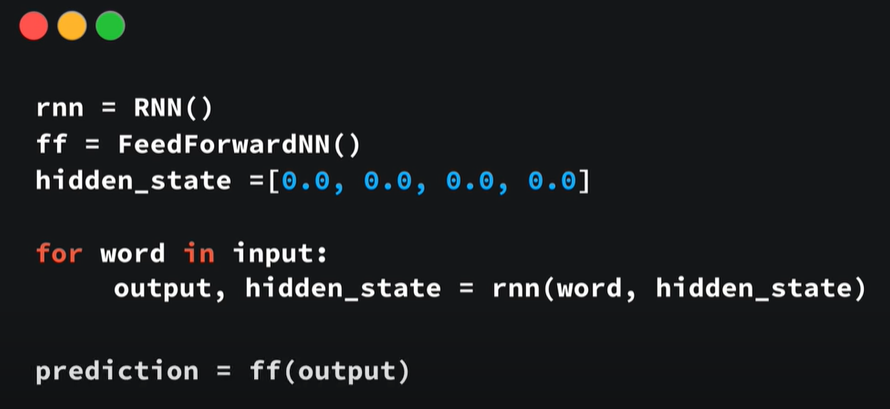 rnn = RNN()
ff = FeedForwardNN()
hidden_state =[0.0, 0.0, 0.0, 0.0]
for word in input:
output, hidden_state = rnn(word, hidden_state)
prediction = ff(output)